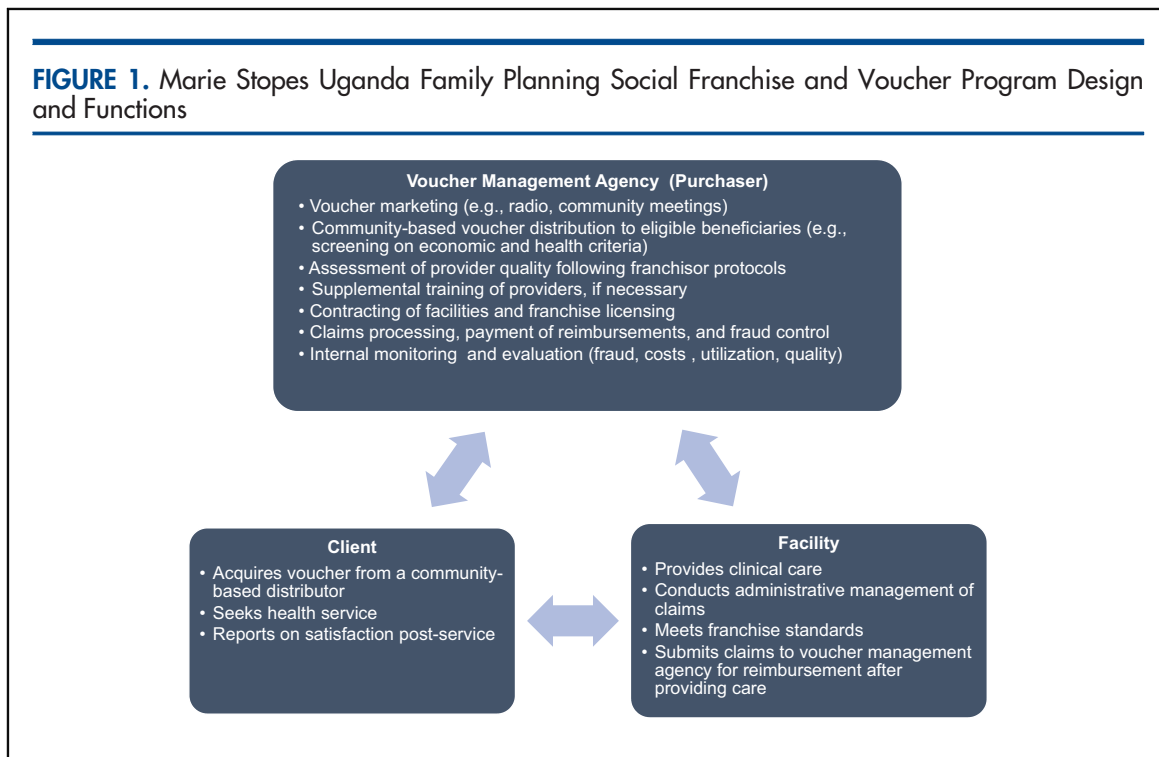 FIGURE 1. Marie Stopes Uganda Family Planning Social Franchise and Voucher Program Design
and Functions
Voucher Management Agency (Purchaser)
• Voucher marketing (e.g., radio, community meetings)
• Community-based voucher distribution to eligible beneficiaries (e.g.,
screening on economic and health criteria)
• Assessment of provider quality following franchisor protocols
• Supplemental training of providers, if necessary
• Contracting of facilities and franchise licensing
• Claims processing, payment of reimbursements, and fraud control
• Internal monitoring and evaluation (fraud, costs , utilization, quality)
Client
• Acquires voucher from a community-
based distributor
• Seeks health service
• Reports on satisfaction post-service
Facility
• Provides clinical care
• Conducts administrative management of
claims
• Meets franchise standards
• Submits claims to voucher management
agency for reimbursement after
providing care